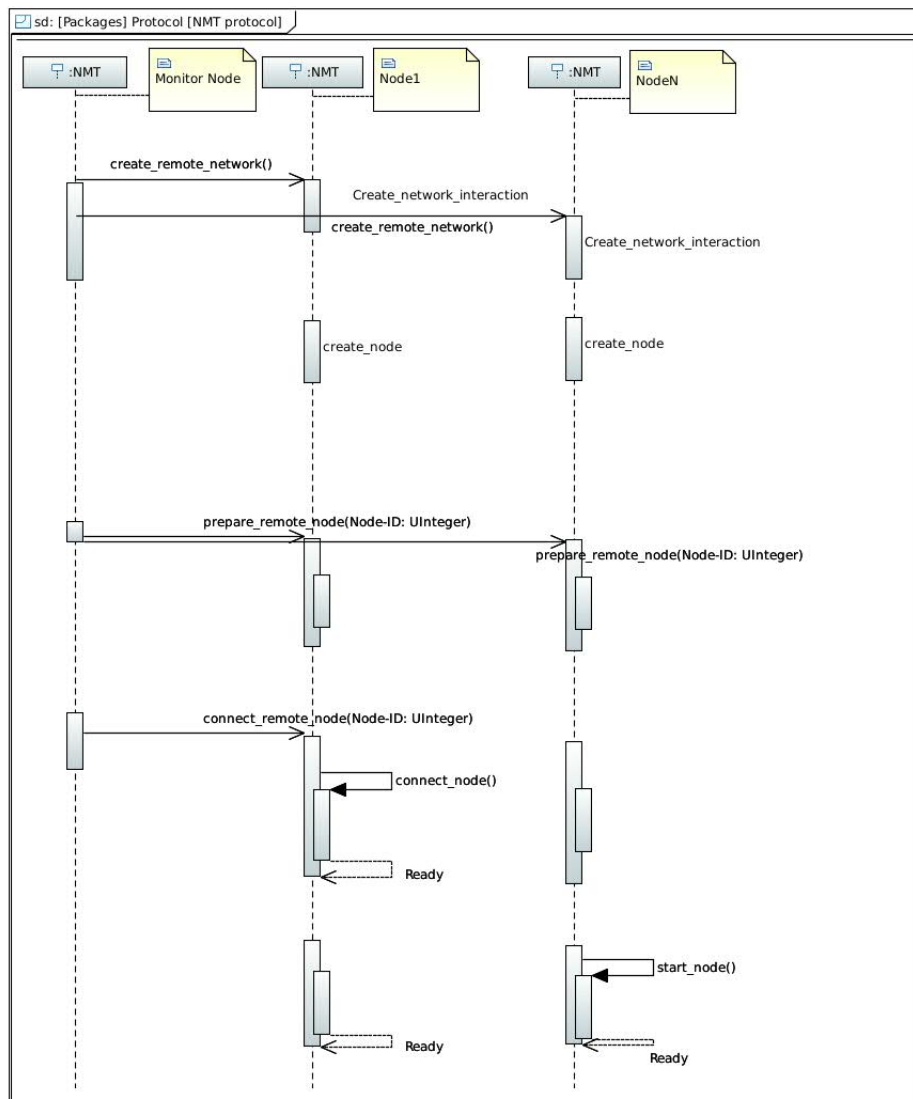 sd: [Packages] Protocol [NMT protocol]
:NMT
Monitor Node
:NMT
Node1
:NMT
NodeN
create_remote_network()
Create_network_interaction
create_remote_network()
Create_network_interaction
create_node
create_node
prepare_remote_node(Node-ID: UInteger)
prepare_remote_node(Node-ID: UInteger)
connect_remote_node(Node-ID: UInteger)
connect_node()
Ready
start_node()
Ready
Ready